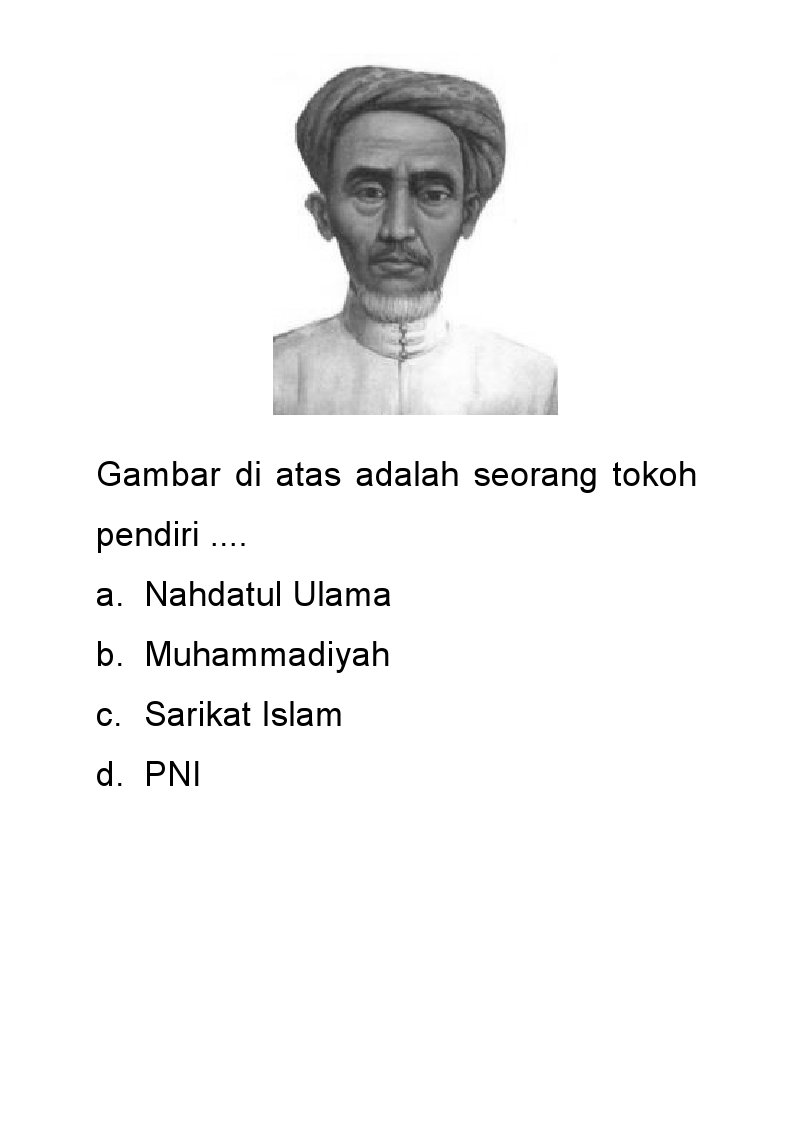 Gambar di atas adalah seorang tokoh
pendiri ....
a. Nahdatul Ulama
b. Muhammadiyah
c. Sarikat Islam
d. PNI